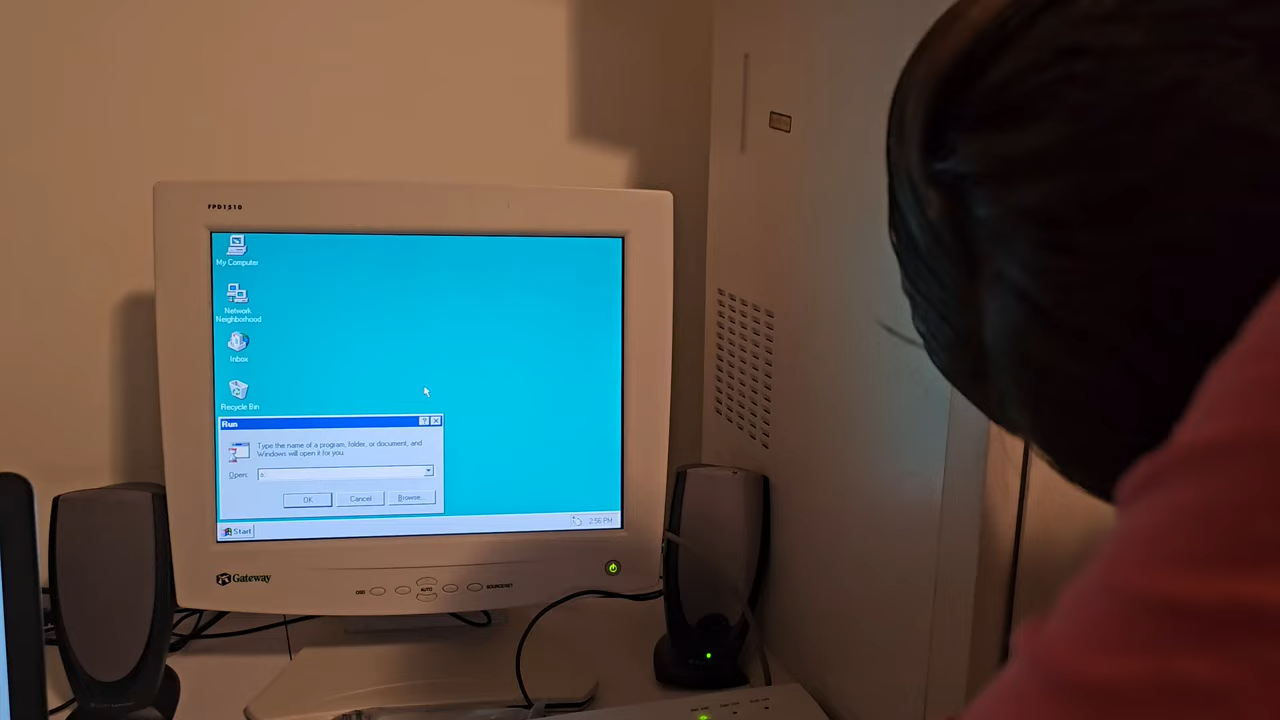 FPD1510
My Computer
Network
Neighborhood
Inbox
Recycle Bin
Run
Type the name of a program, folder, or document, and
Windows will open it for you.
Open:
OK
Cancel
Browse...
Start
2:56 PM
Gateway
AUTO